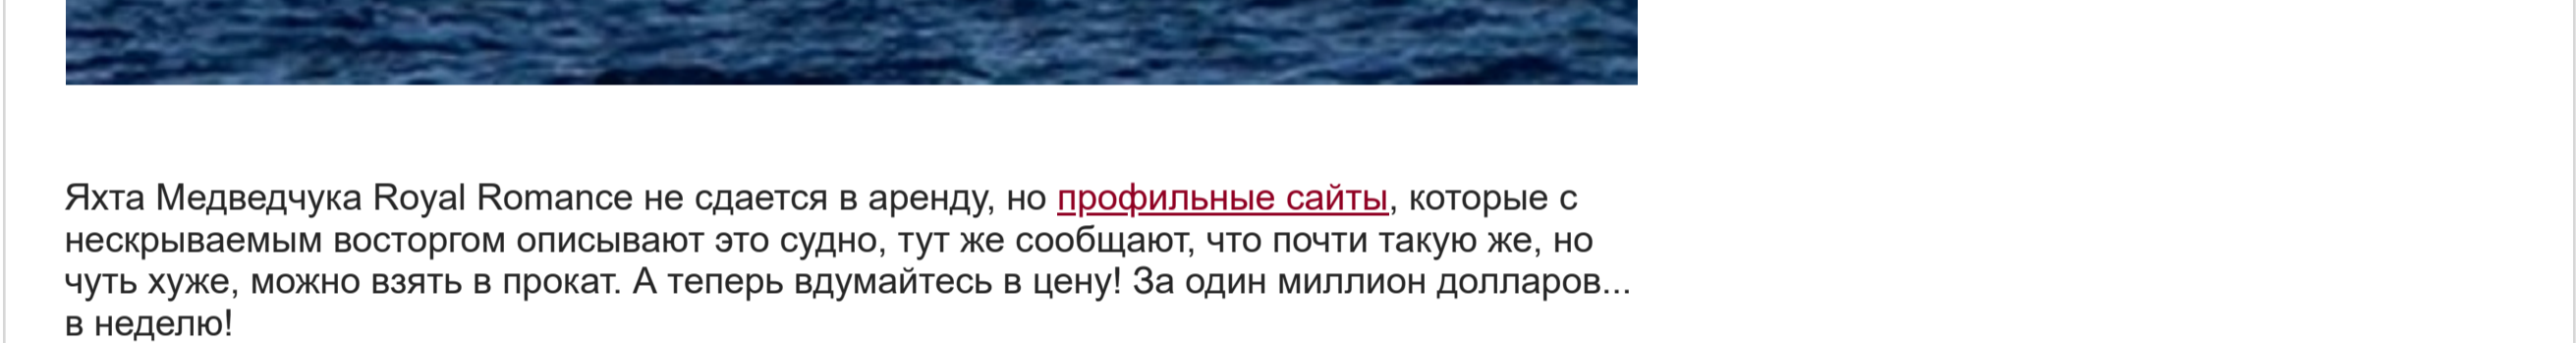 Яхта Медведчука Royal Romance не сдается в аренду, но профильные сайты, которые с
нескрываемым восторгом описывают это судно, тут же сообщают, что почти такую же, но
чуть хуже, можно взять в прокат. А теперь вдумайтесь в цену! За один миллион долларов...
в неделю!